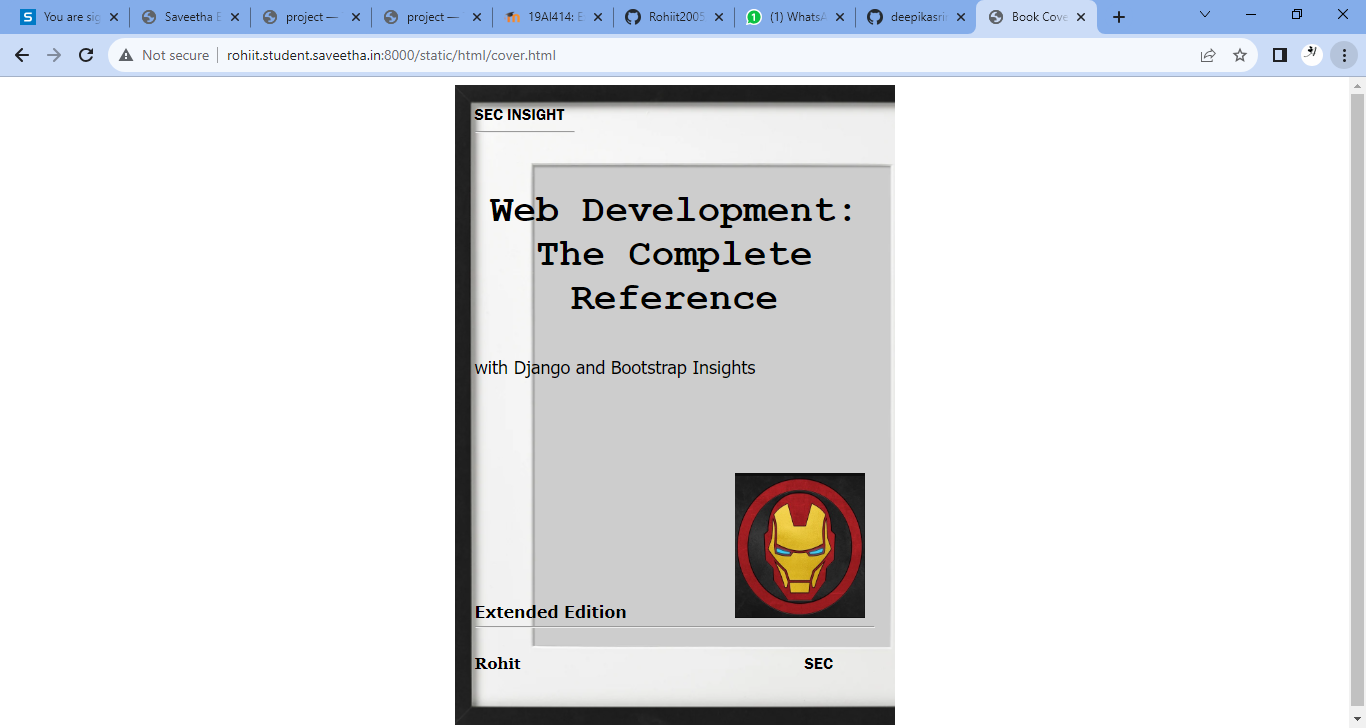 You are sig
Saveetha E
project —
project —
19AI414: E
Rohiit2005
(1) WhatsA
deepikasri
Book Cove
Not secure
rohiit.student.saveetha.in:8000/static/html/cover.html
SEC INSIGHT
Web Development:
The Complete
Reference
with Django and Bootstrap Insights
Extended Edition
Rohit SEC